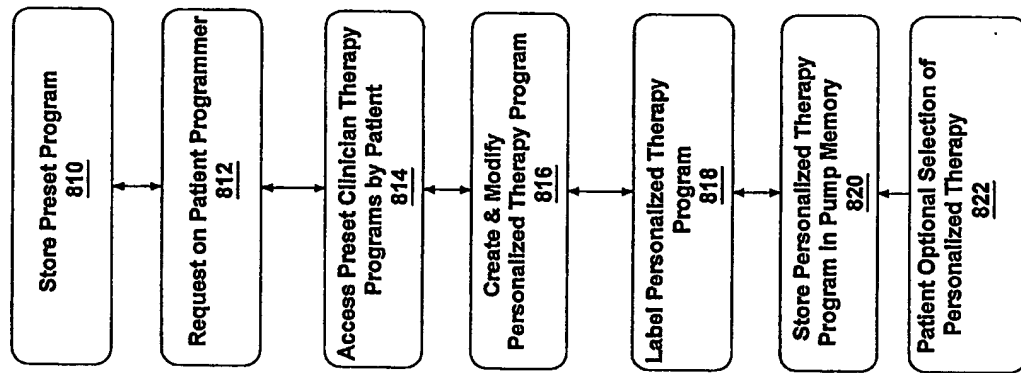 Store Preset Program
810
Request on Patient Programmer
812
Access Preset Clinician Therapy
Programs by Patient
814
Create & Modify
Personalized Therapy Program
816
Label Personalized Therapy
Program
818
Store Personalized Therapy
Program In Pump Memory
820
Patient Optional Selection of
Personalized Therapy
822